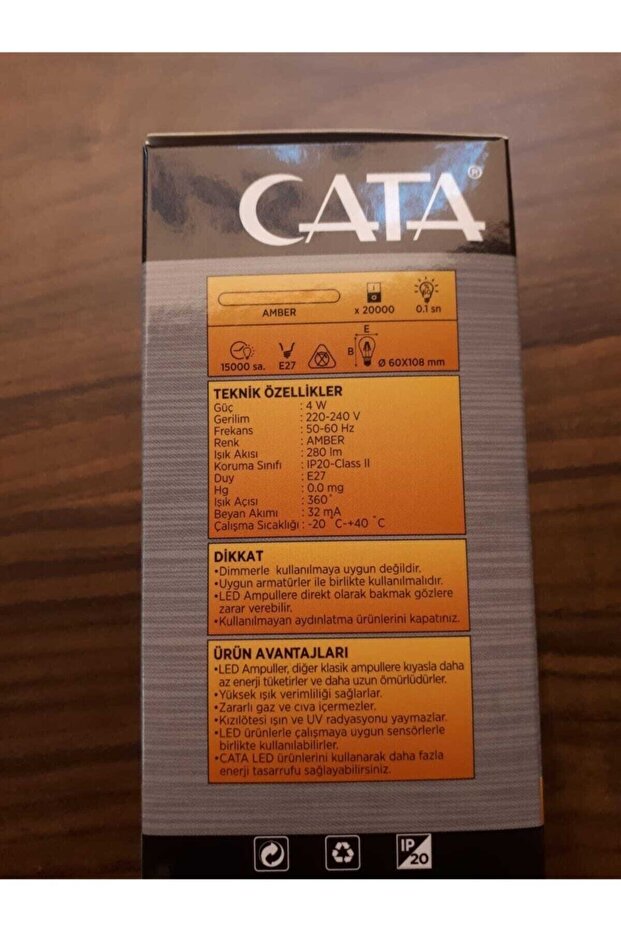 CATA®
AMBER x 20000 0.1 sn
E
B
15000 sa. E27 Ø 60X108 mm
TEKNİK ÖZELLİKLER
Güç : 4 W
Gerilim : 220-240 V
Frekans : 50-60 Hz
Renk : AMBER
Işık Akısı : 280 lm
Koruma Sınıfı : IP20-Class II
Duy : E27
Hg : 0.0 mg
Işık Açısı : 360°
Beyan Akımı : 32 mA
Çalışma Sıcaklığı : -20 °C-+40 °C
DİKKAT
•Dimmerle kullanılmaya uygun değildir.
•Uygun armatürler ile birlikte kullanılmalıdır.
•LED Ampullere direkt olarak bakmak gözlere
zarar verebilir.
•Kullanılmayan aydınlatma ürünlerini kapatınız.
ÜRÜN AVANTAJLARI
•LED Ampuller, diğer klasik ampullere kıyasla daha
az enerji tüketirler ve daha uzun ömürlüdürler.
•Yüksek ışık verimliliği sağlarlar.
•Zararlı gaz ve cıva içermezler.
•Kızılötesi ışın ve UV radyasyonu yaymazlar.
•LED ürünlerle çalışmaya uygun sensörlerle
birlikte kullanılabilirler.
•CATA LED ürünlerini kullanarak daha fazla
enerji tasarrufu sağlayabilirsiniz.
IP
20